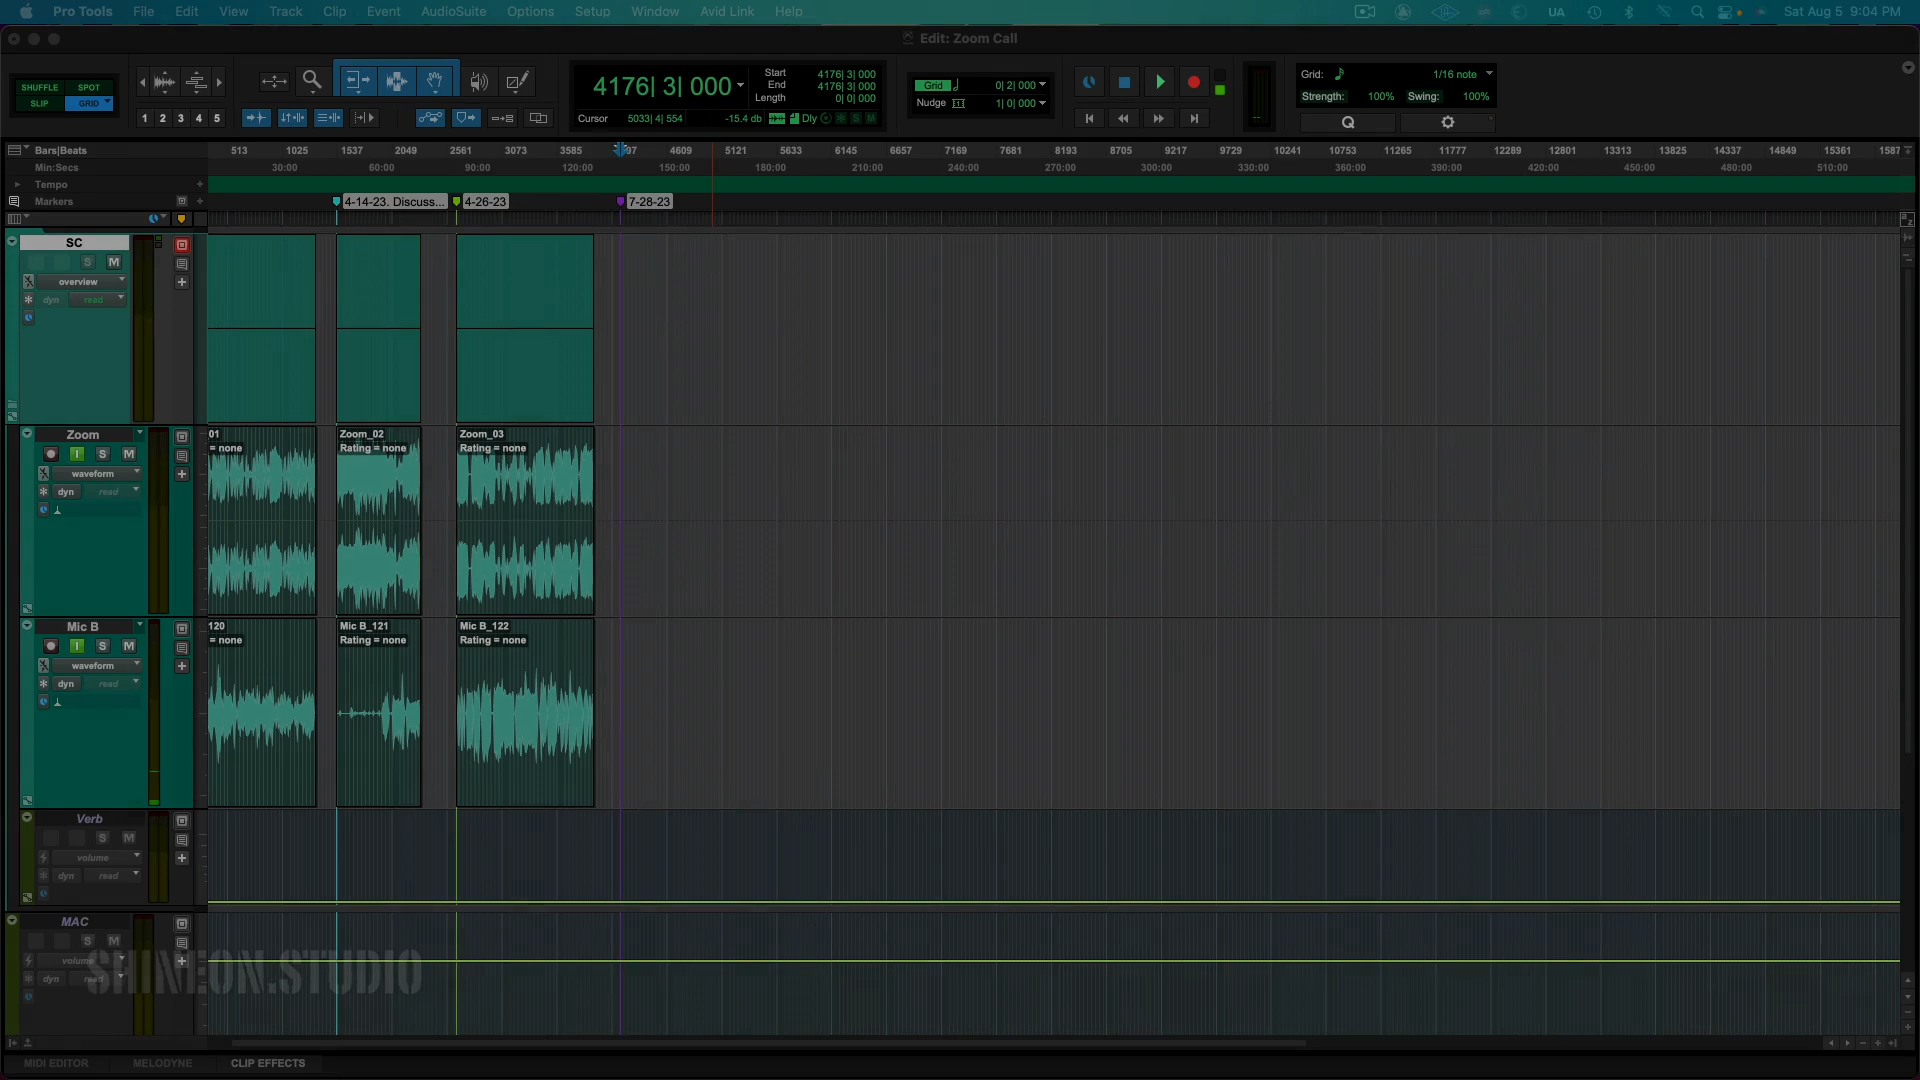 Pro Tools File Edit View Track Clip Event AudioSuite Options Setup Window Avid Link Help UA Sat Aug 5 9:04 PM
Edit: Zoom Call
SHUFFLE SPOT
SLIP GRID
1 2 3 4 5
4176| 3| 000
Start 4176| 3| 000
End 4176| 3| 000
Length 0| 0| 000
Cursor 5033| 4| 554 -15.4 db Dly S M
Grid 0| 2| 000
Nudge 1| 0| 000
Grid: 1/16 note
Strength: 100% Swing: 100%
Q
Bars|Beats 513 1025 1537 2049 2561 3073 3585 97 4609 5121 5633 6145 6657 7169 7681 8193 8705 9217 9729 10241 10753 11265 11777 12289 12801 13313 13825 14337 14849 15361 1587
Min:Secs 30:00 60:00 90:00 120:00 150:00 180:00 210:00 240:00 270:00 300:00 330:00 360:00 390:00 420:00 450:00 480:00 510:00
Tempo
Markers 4-14-23. Discuss... 4-26-23 7-28-23
SC
S M
overview
dyn read
Zoom 01 Zoom_02 Zoom_03
= none Rating = none Rating = none
I S M
waveform
dyn read
Mic B 120 Mic B_121 Mic B_122
= none Rating = none Rating = none
I S M
waveform
dyn read
Verb
S M
volume
dyn read
MAC
S M
volume
dyn read
SHINEON.STUDIO
MIDI EDITOR MELODYNE CLIP EFFECTS